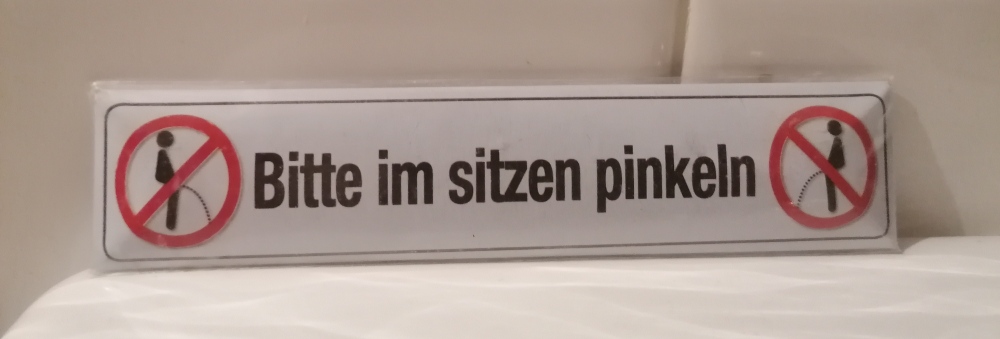 Bitte im sitzen pinkeln